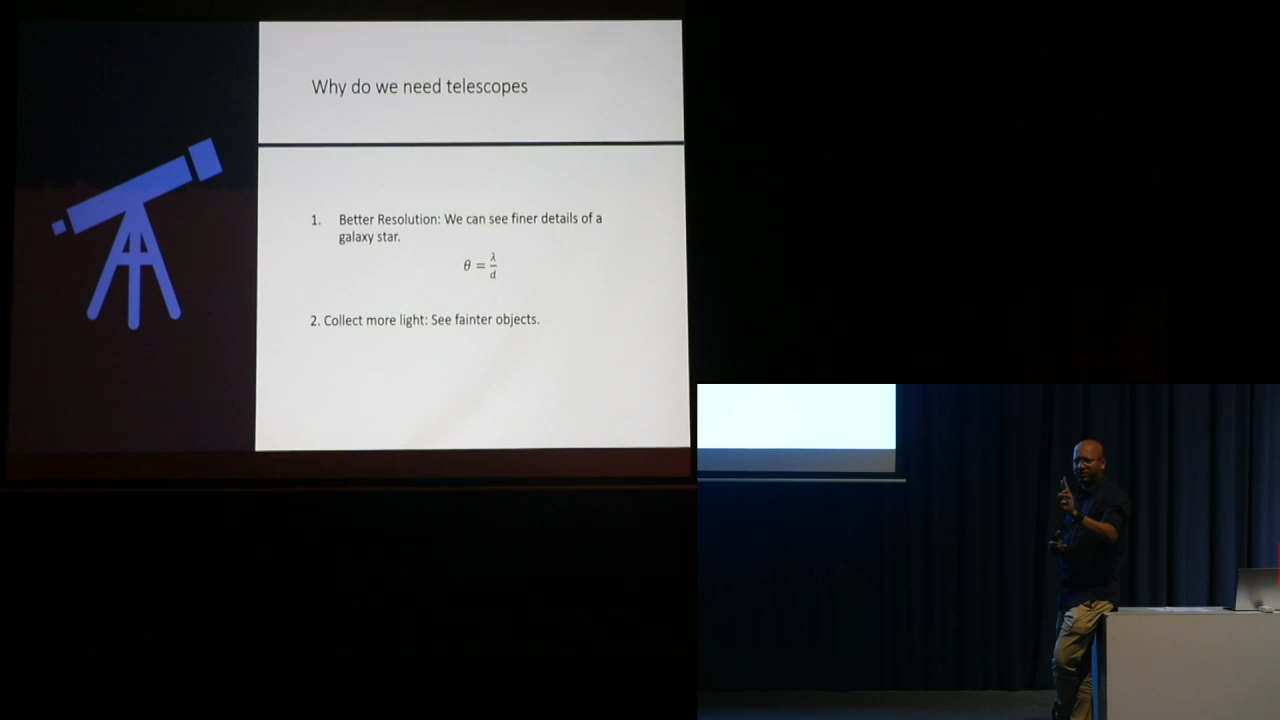 Why do we need telescopes
1. Better Resolution: We can see finer details of a
galaxy star.
θ = λ/d
2. Collect more light: See fainter objects.